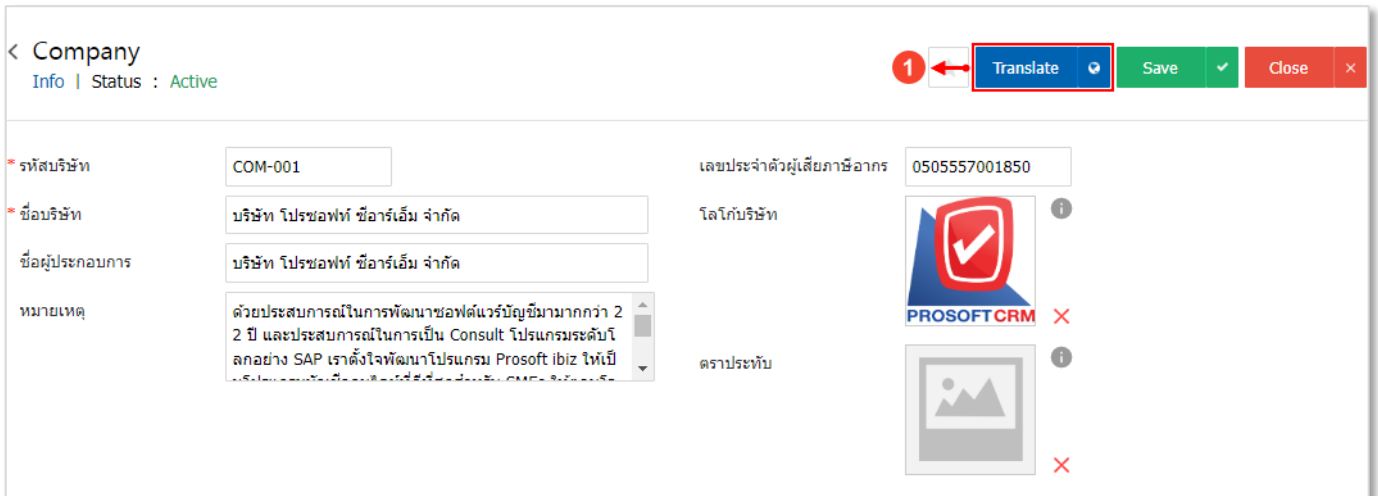 Company
Info | Status : Active
1
Translate
Save
Close
* รหัสบริษัท
COM-001
เลขประจำตัวผู้เสียภาษีอากร
0505557001850
* ชื่อบริษัท
บริษัท โปรซอฟท์ ซีอาร์เอ็ม จำกัด
โลโก้บริษัท
ชื่อผู้ประกอบการ
บริษัท โปรซอฟท์ ซีอาร์เอ็ม จำกัด
หมายเหตุ
ด้วยประสบการณ์ในการพัฒนาซอฟต์แวร์บัญชีมามากกว่า 2
2 ปี และประสบการณ์ในการเป็น Consult โปรแกรมระดับโ
ลกอย่าง SAP เราตั้งใจพัฒนาโปรแกรม Prosoft ibiz ให้เป็
PROSOFTCRM
ตราประทับ